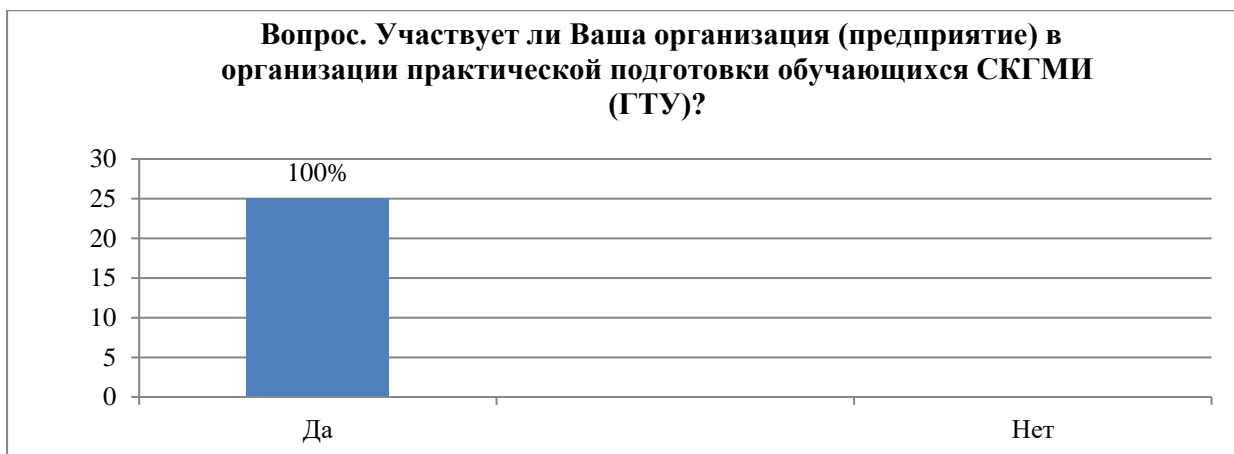 Вопрос. Участвует ли Ваша организация (предприятие) в
организации практической подготовки обучающихся СКГМИ
(ГТУ)?
30
100%
25
20
15
10
5
0
Да
Нет